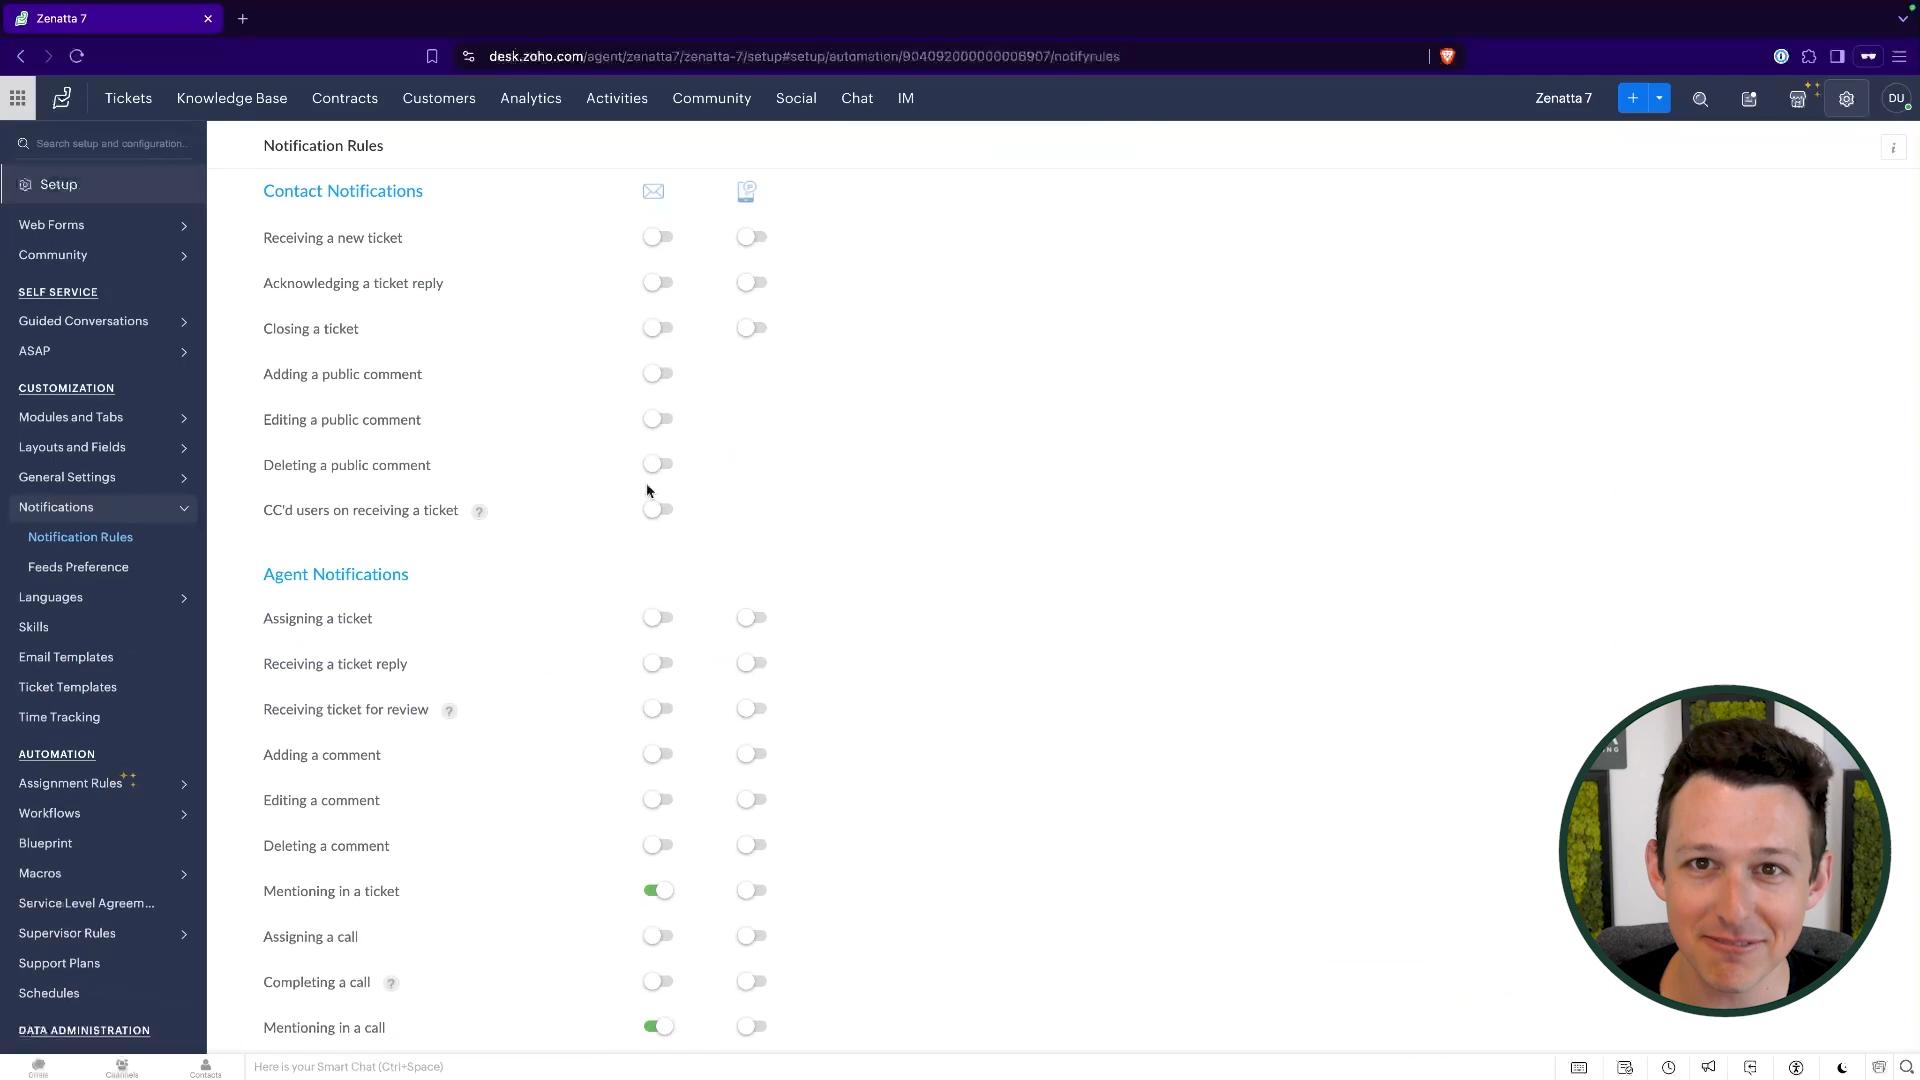 Zenatta 7
desk.zoho.com/agent/zenatta7/zenatta-7/setup#setup/automation/904092000000006907/notifyrules
Tickets Knowledge Base Contracts Customers Analytics Activities Community Social Chat IM Zenatta 7 DU
Search setup and configuration..
Setup
Web Forms
Community
SELF SERVICE
Guided Conversations
ASAP
CUSTOMIZATION
Modules and Tabs
Layouts and Fields
General Settings
Notifications
Notification Rules
Feeds Preference
Languages
Skills
Email Templates
Ticket Templates
Time Tracking
AUTOMATION
Assignment Rules
Workflows
Blueprint
Macros
Service Level Agreem...
Supervisor Rules
Support Plans
Schedules
DATA ADMINISTRATION
Notification Rules
i
Contact Notifications
Receiving a new ticket
Acknowledging a ticket reply
Closing a ticket
Adding a public comment
Editing a public comment
Deleting a public comment
CC'd users on receiving a ticket ?
Agent Notifications
Assigning a ticket
Receiving a ticket reply
Receiving ticket for review ?
Adding a comment
Editing a comment
Deleting a comment
Mentioning in a ticket
Assigning a call
Completing a call ?
Mentioning in a call
NG
Channels Contacts Here is your Smart Chat (Ctrl+Space)